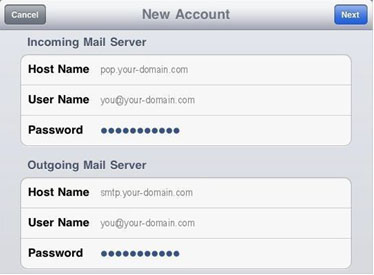 Cancel New Account Next
Incoming Mail Server
Host Name pop.your-domain.com
User Name you@your-domain.com
Password ●●●●●●●●●●●
Outgoing Mail Server
Host Name smtp.your-domain.com
User Name you@your-domain.com
Password ●●●●●●●●●●●